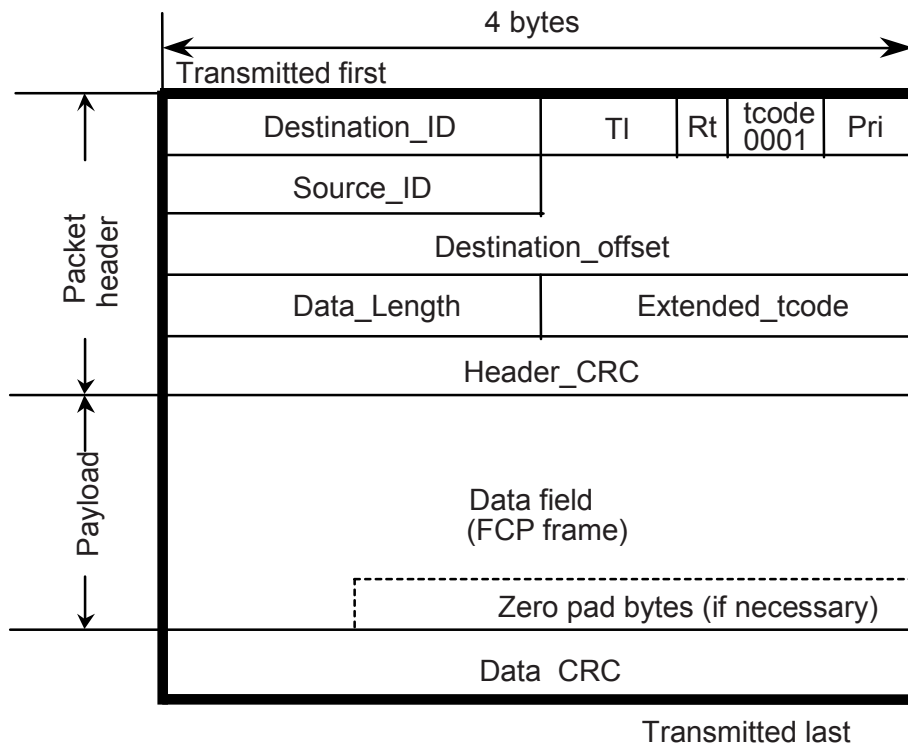 4 bytes
Transmitted first
Destination_ID
Tl
Rt
tcode
0001
Pri
Source_ID
Destination_offset
Packet
header
Data_Length
Extended_tcode
Header_CRC
Payload
Data field
(FCP frame)
Zero pad bytes (if necessary)
Data CRC
Transmitted last